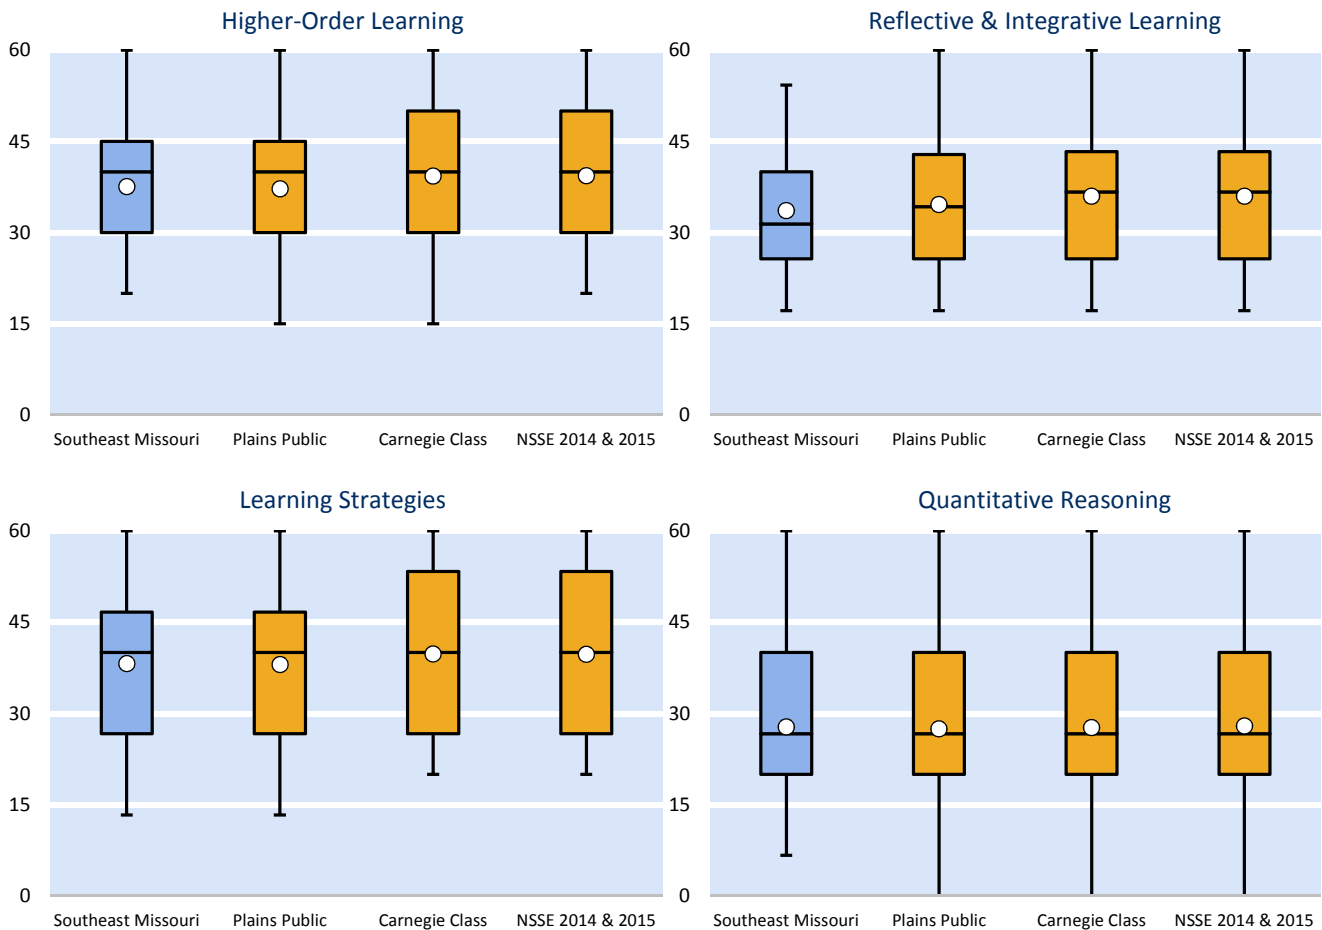 Higher-Order Learning
60
45
30
15
0
Southeast Missouri Plains Public Carnegie Class NSSE 2014 & 2015
Reflective & Integrative Learning
60
45
30
15
0
Southeast Missouri Plains Public Carnegie Class NSSE 2014 & 2015
Learning Strategies
60
45
30
15
0
Southeast Missouri Plains Public Carnegie Class NSSE 2014 & 2015
Quantitative Reasoning
60
45
30
15
0
Southeast Missouri Plains Public Carnegie Class NSSE 2014 & 2015